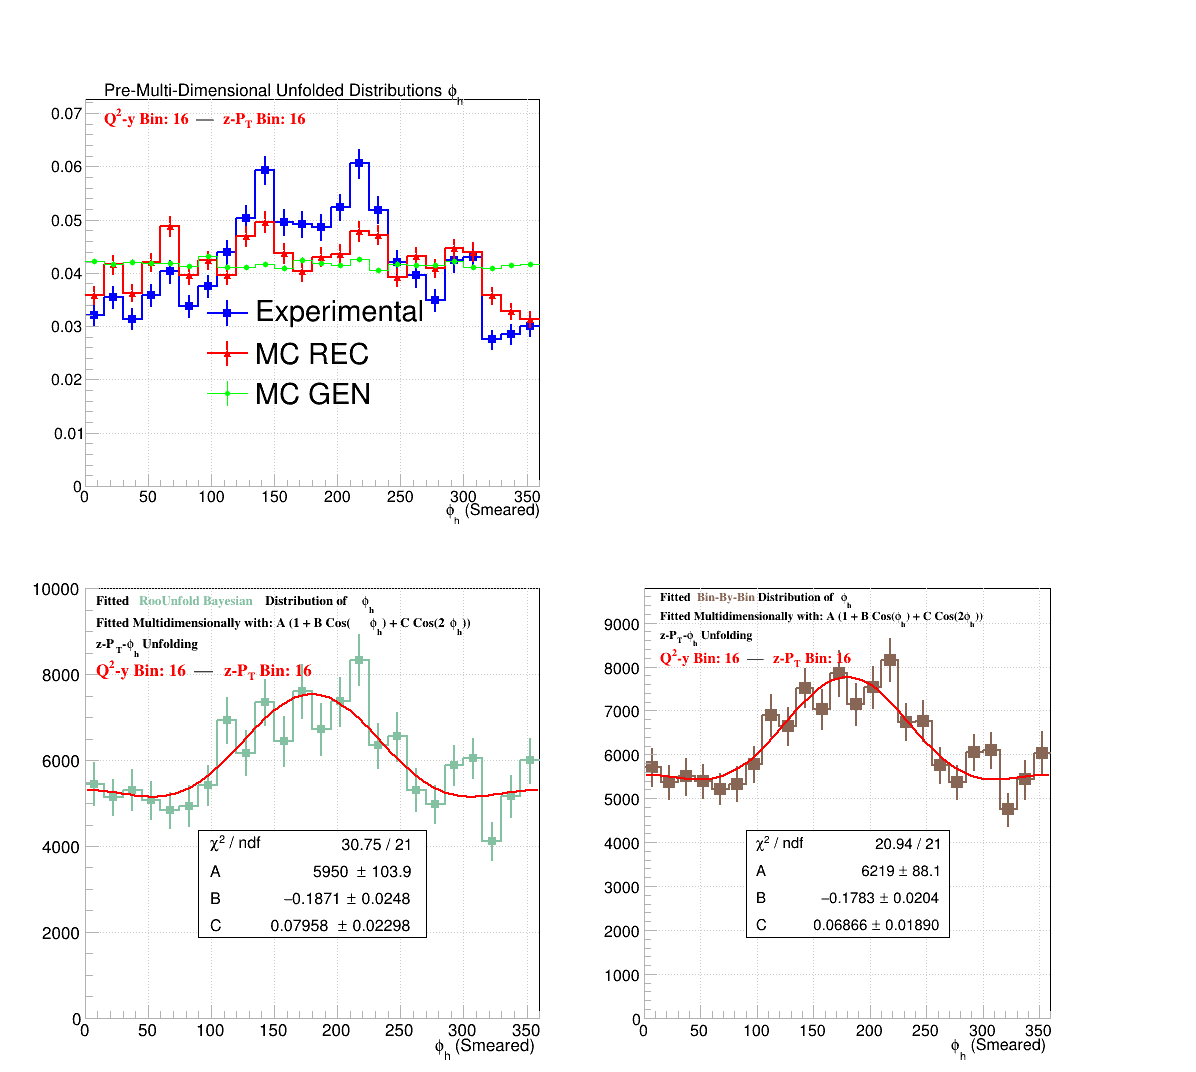 Pre-Multi-Dimensional Unfolded Distributions ϕh
Q2-y Bin: 16 — z-PT Bin: 16
0.07
0.06
0.05
0.04
0.03
0.02
0.01
0
Experimental
MC REC
MC GEN
0 50 100 150 200 250 300 350
ϕh (Smeared)
Fitted RooUnfold Bayesian Distribution of ϕh
Fitted Multidimensionally with: A (1 + B Cos( ϕh) + C Cos(2 ϕh))
z-PT-ϕh Unfolding
Q2-y Bin: 16 — z-PT Bin: 16
10000
8000
6000
4000
2000
0
χ2 / ndf 30.75 / 21
A 5950 ± 103.9
B −0.1871 ± 0.0248
C 0.07958 ± 0.02298
0 50 100 150 200 250 300 350
ϕh (Smeared)
Fitted Bin-By-Bin Distribution of ϕh
Fitted Multidimensionally with: A (1 + B Cos(ϕh) + C Cos(2ϕh))
z-PT-ϕh Unfolding
Q2-y Bin: 16 — z-PT Bin: 16
9000
8000
7000
6000
5000
4000
3000
2000
1000
0
χ2 / ndf 20.94 / 21
A 6219 ± 88.1
B −0.1783 ± 0.0204
C 0.06866 ± 0.01890
0 50 100 150 200 250 300 350
ϕh (Smeared)